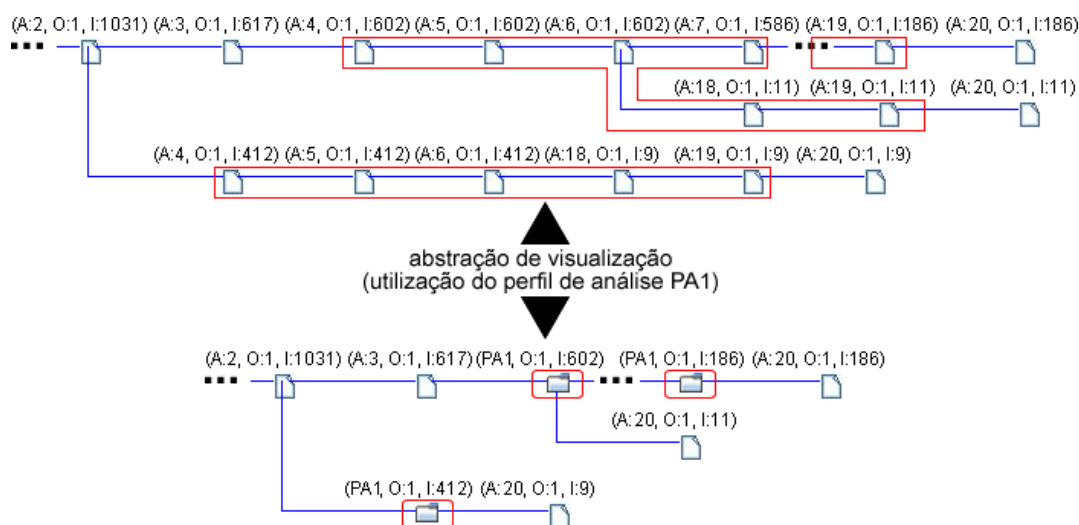 (A:2, O:1, I:1031) (A:3, O:1, I:617) (A:4, O:1, I:602) (A:5, O:1, I:602) (A:6, O:1, I:602) (A:7, O:1, I:586) (A:19, O:1, I:186) (A:20, O:1, I:186)
(A:18, O:1, I:11) (A:19, O:1, I:11) (A:20, O:1, I:11)
(A:4, O:1, I:412) (A:5, O:1, I:412) (A:6, O:1, I:412) (A:18, O:1, I:9) (A:19, O:1, I:9) (A:20, O:1, I:9)
abstração de visualização
(utilização do perfil de análise PA1)
(A:2, O:1, I:1031) (A:3, O:1, I:617) (PA1, O:1, I:602) (PA1, O:1, I:186) (A:20, O:1, I:186)
(A:20, O:1, I:11)
(PA1, O:1, I:412) (A:20, O:1, I:9)